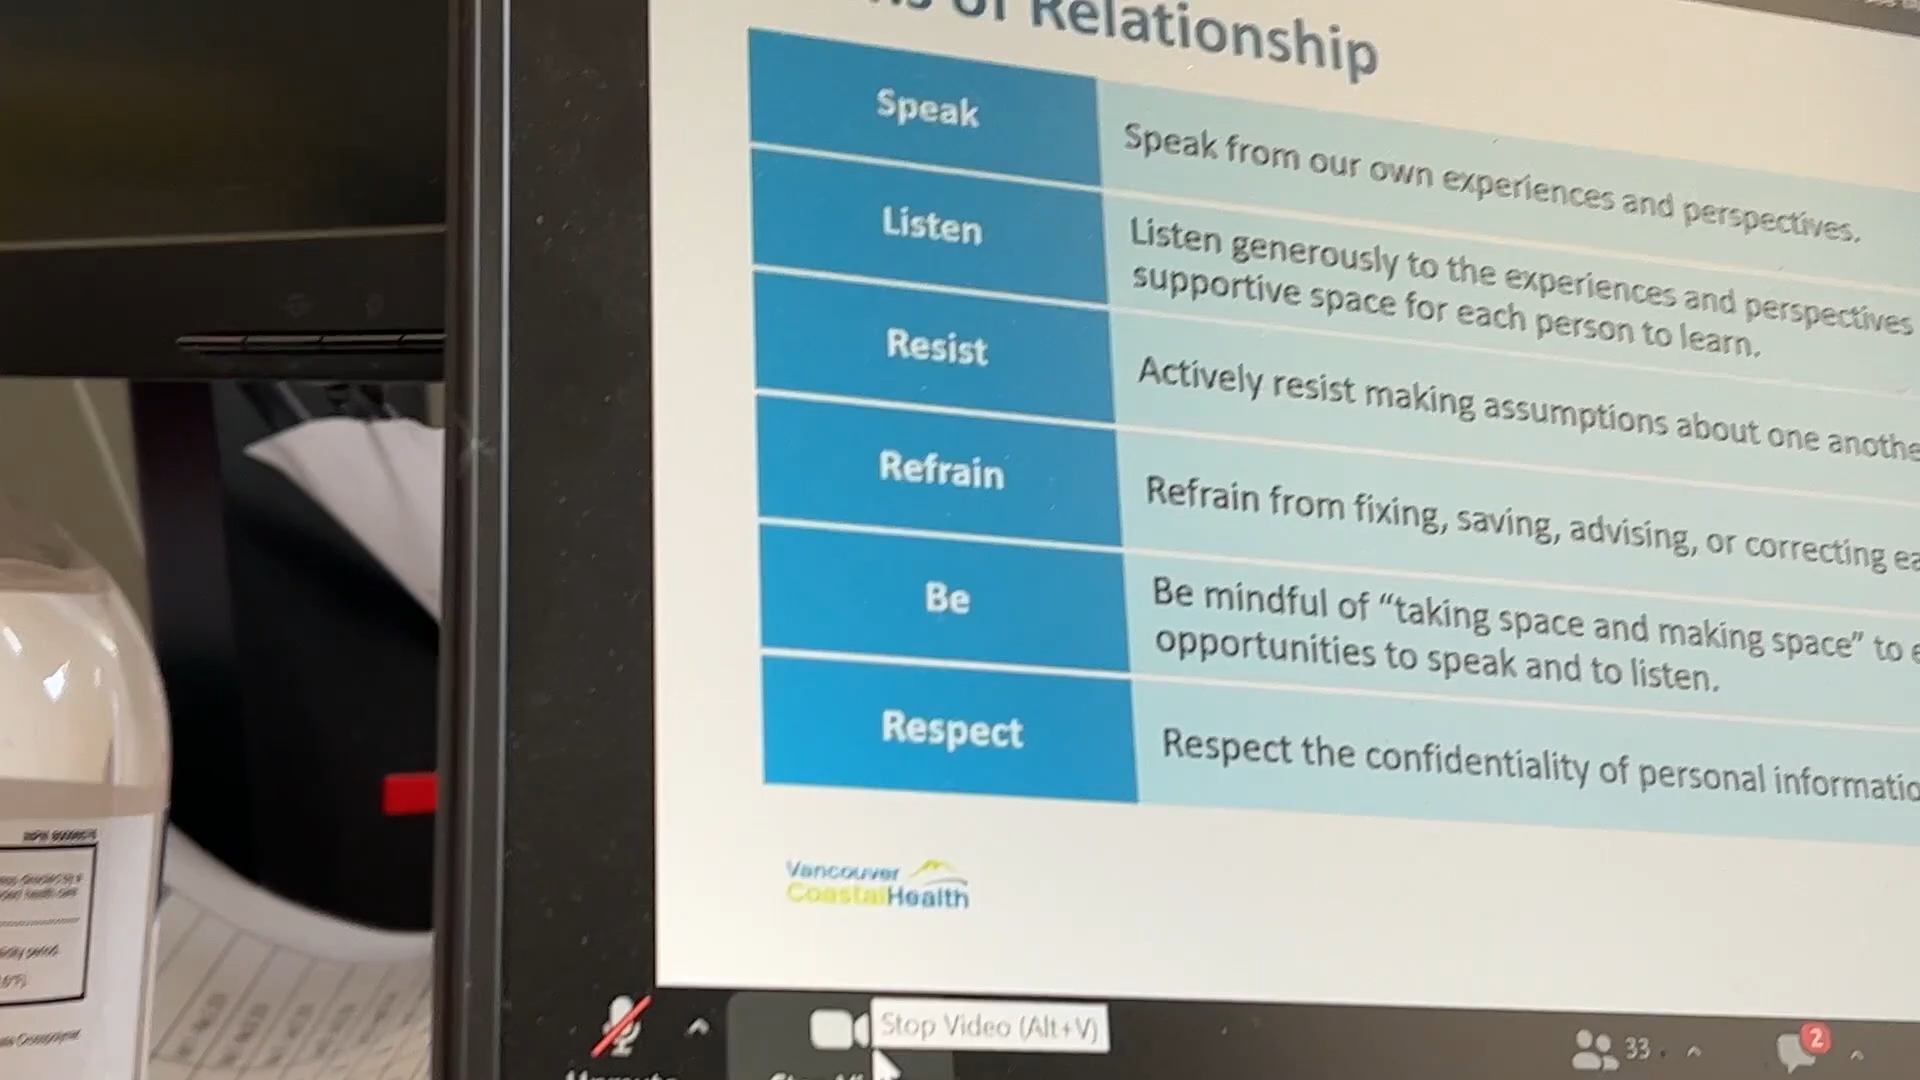 of Relationship
Speak
Speak from our own experiences and perspectives.
Listen
Listen generously to the experiences and perspectives
supportive space for each person to learn.
Resist
Actively resist making assumptions about one anothe
Refrain
Refrain from fixing, saving, advising, or correcting ea
Be
Be mindful of “taking space and making space” to e
opportunities to speak and to listen.
Respect
Respect the confidentiality of personal informatio
Vancouver
CoastalHealth
Stop Video (Alt+V)
33
2